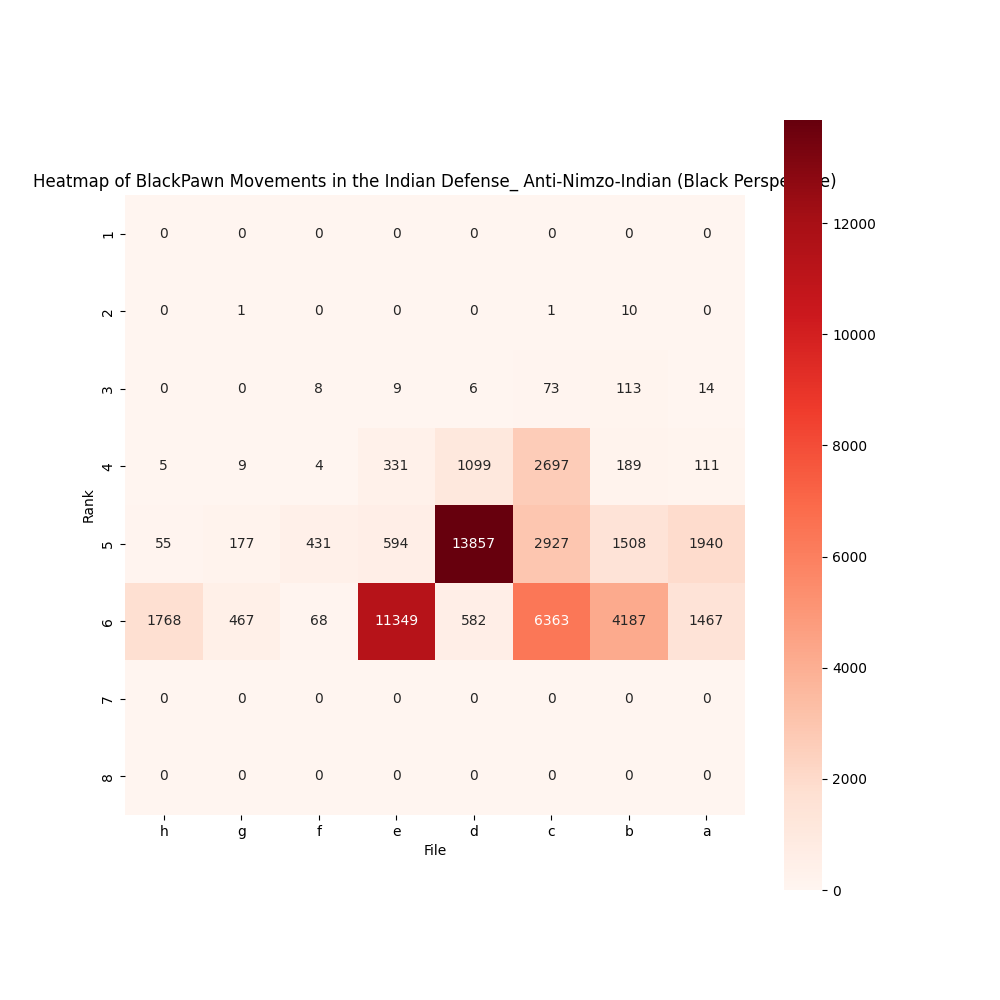 Heatmap of BlackPawn Movements in the Indian Defense_ Anti-Nimzo-Indian (Black Perspe e)
12000
10000
8000
6000
4000
2000
0
Rank
1 0 0 0 0 0 0 0 0
2 0 1 0 0 0 1 10 0
3 0 0 8 9 6 73 113 14
4 5 9 4 331 1099 2697 189 111
5 55 177 431 594 13857 2927 1508 1940
6 1768 467 68 11349 582 6363 4187 1467
7 0 0 0 0 0 0 0 0
8 0 0 0 0 0 0 0 0
h g f e d c b a
File